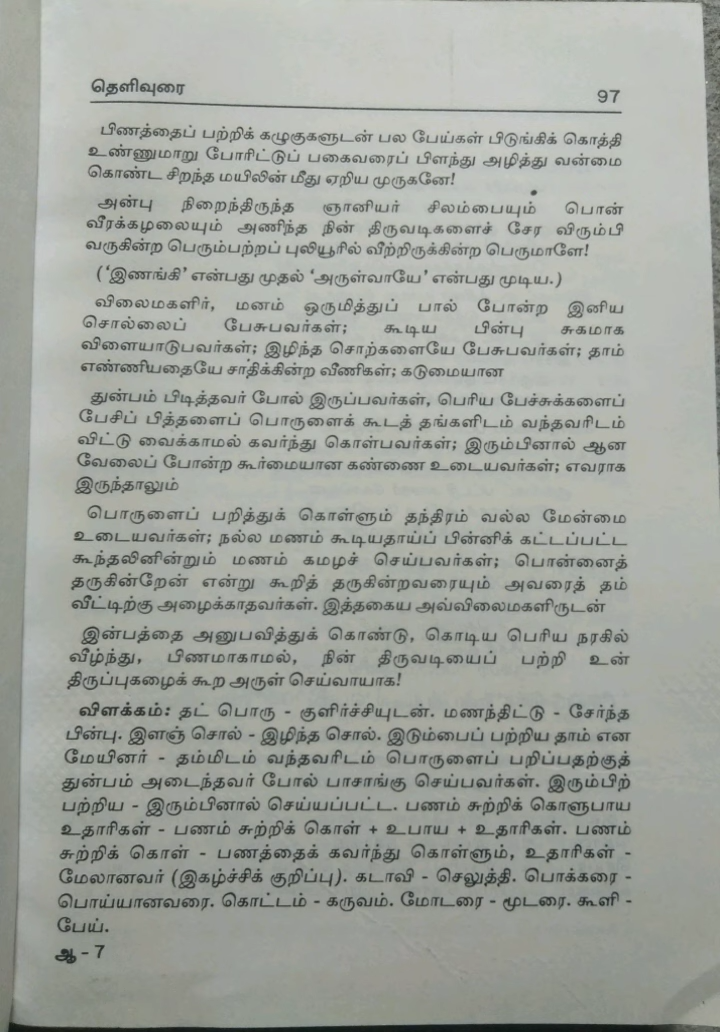 தெளிவுரை 97
பிணத்தைப் பற்றிக் கழுகுகளுடன் பல பேய்கள் பிடுங்கிக் கொத்தி
உண்ணுமாறு போரிட்டுப் பகைவரைப் பிளந்து அழித்து வன்மை
கொண்ட சிறந்த மயிலின் மீது ஏறிய முருகனே!
அன்பு நிறைந்திருந்த ஞானியர் சிலம்பையும் பொன்
வீரக்கழலையும் அணிந்த நின் திருவடிகளைச் சேர விரும்பி
வருகின்ற பெரும்பற்றப் புலியூரில் வீற்றிருக்கின்ற பெருமாளே!
(‘இணங்கி’ என்பது முதல் ‘அருள்வாயே’ என்பது முடிய.)
விலைமகளிர், மனம் ஒருமித்துப் பால் போன்ற இனிய
சொல்லைப் பேசுபவர்கள்; கூடிய பின்பு சுகமாக
விளையாடுபவர்கள்; இழிந்த சொற்களையே பேசுபவர்கள்; தாம்
எண்ணியதையே சாதிக்கின்ற வீணிகள்; கடுமையான
துன்பம் பிடித்தவர் போல் இருப்பவர்கள், பெரிய பேச்சுக்களைப்
பேசிப் பித்தளைப் பொருளைக் கூடத் தங்களிடம் வந்தவரிடம்
விட்டு வைக்காமல் கவர்ந்து கொள்பவர்கள்; இரும்பினால் ஆன
வேலைப் போன்ற கூர்மையான கண்ணை உடையவர்கள்; எவராக
இருந்தாலும்
பொருளைப் பறித்துக் கொள்ளும் தந்திரம் வல்ல மேன்மை
உடையவர்கள்; நல்ல மணம் கூடியதாய்ப் பின்னிக் கட்டப்பட்ட
கூந்தலினின்றும் மணம் கமழச் செய்பவர்கள்; பொன்னைத்
தருகின்றேன் என்று கூறித் தருகின்றவரையும் அவரைத் தம்
வீட்டிற்கு அழைக்காதவர்கள். இத்தகைய அவ்விலைமகளிருடன்
இன்பத்தை அனுபவித்துக் கொண்டு, கொடிய பெரிய நரகில்
வீழ்ந்து, பிணமாகாமல், நின் திருவடியைப் பற்றி உன்
திருப்புகழைக் கூற அருள் செய்வாயாக!
விளக்கம்: தட் பொரு - குளிர்ச்சியுடன். மணந்திட்டு - சேர்ந்த
பின்பு. இளஞ் சொல் - இழிந்த சொல். இடும்பைப் பற்றிய தாம் என
மேயினர் - தம்மிடம் வந்தவரிடம் பொருளைப் பறிப்பதற்குத்
துன்பம் அடைந்தவர் போல் பாசாங்கு செய்பவர்கள். இரும்பிற்
பற்றிய - இரும்பினால் செய்யப்பட்ட. பணம் சுற்றிக் கொளுபாய
உதாரிகள் - பணம் சுற்றிக் கொள் + உபாய + உதாரிகள். பணம்
சுற்றிக் கொள் - பணத்தைக் கவர்ந்து கொள்ளும், உதாரிகள் -
மேலானவர் (இகழ்ச்சிக் குறிப்பு). கடாவி - செலுத்தி. பொக்கரை -
பொய்யானவரை. கொட்டம் - கருவம். மோடரை - மூடரை. கூளி -
பேய்.
ஆ - 7